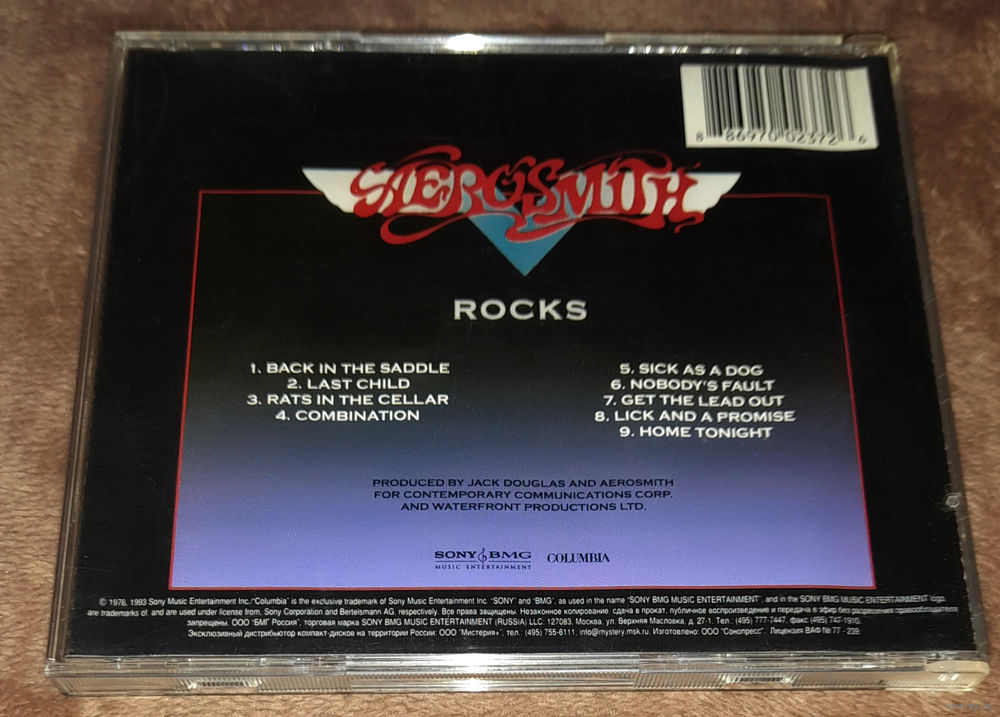 8 86970 02372 6
AEROSMITH
ROCKS
1. BACK IN THE SADDLE
2. LAST CHILD
3. RATS IN THE CELLAR
4. COMBINATION
5. SICK AS A DOG
6. NOBODY'S FAULT
7. GET THE LEAD OUT
8. LICK AND A PROMISE
9. HOME TONIGHT
PRODUCED BY JACK DOUGLAS AND AEROSMITH
FOR CONTEMPORARY COMMUNICATIONS CORP.
AND WATERFRONT PRODUCTIONS LTD.
SONY BMG COLUMBIA
MUSIC ENTERTAINMENT
© 1976, 1993 Sony Music Entertainment Inc./"Columbia" is the exclusive trademark of Sony Music Entertainment Inc. "SONY" and "BMG", as used in the name "SONY BMG MUSIC ENTERTAINMENT", and in the SONY BMG MUSIC ENTERTAINMENT logo,
are trademarks of, and are used under license from, Sony Corporation and Bertelsmann AG, respectively. Все права защищены. Незаконное копирование, сдача в прокат, публичное воспроизведение и передача в эфир без разрешения правообладателя
запрещены. ООО "БМГ Россия", торговая марка SONY BMG MUSIC ENTERTAINMENT (RUSSIA) LLC: 127083, Москва, ул. Верхняя Масловка, д. 27-1. Тел.: (495) 777-7447, факс (495) 747-1910.
Эксклюзивный дистрибьютор компакт-дисков на территории России: ООО "Мистерия+", тел.: (495) 755-6111, info@mystery.msk.ru. Изготовлено: ООО "Сонопресс". Лицензия ВАФ № 77 - 239.